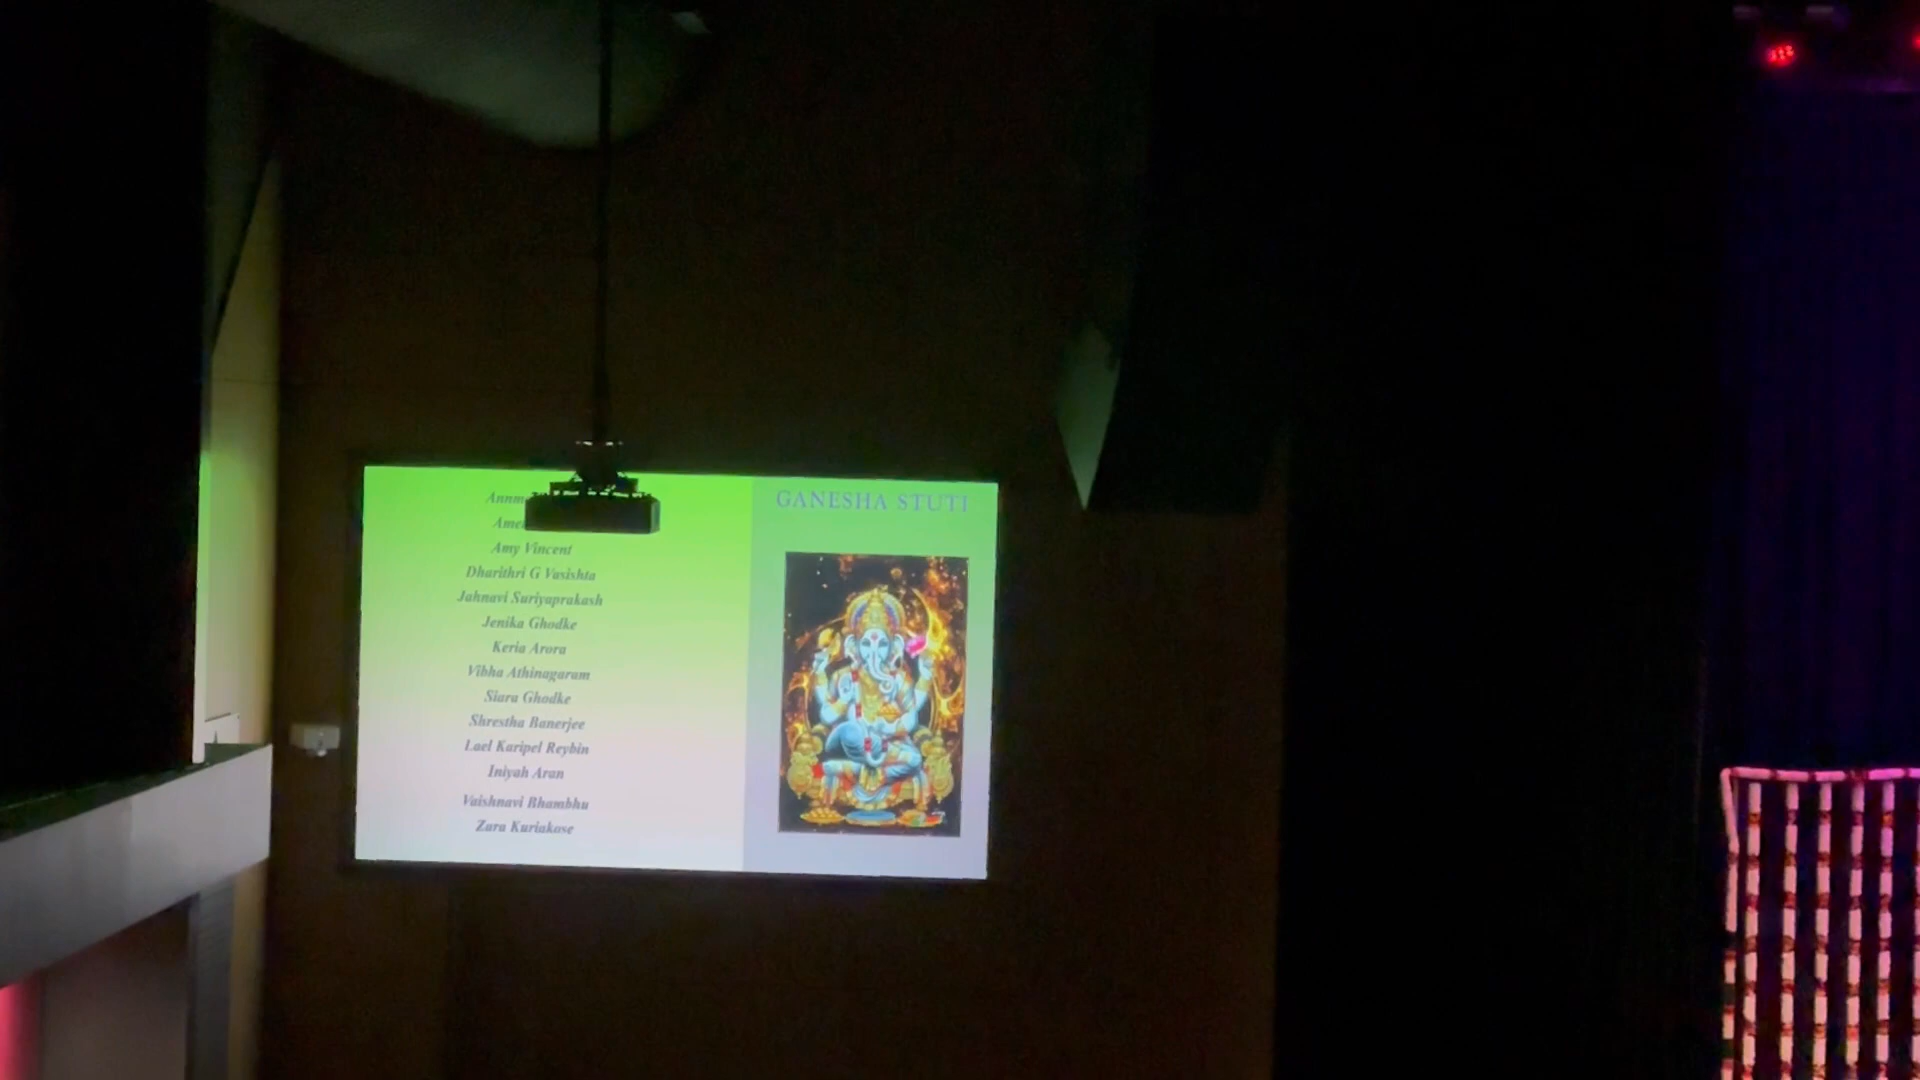 Amy Vincent
Dharithri G Vasishta
Jahnavi Suriyaprakash
Jenika Ghodke
Keria Arora
Vibha Athinagaram
Siara Ghodke
Shrestha Banerjee
Lael Karipel Reybin
Iniyah Aran
Vaishnavi Bhambhu
Zara Kuriakose
GANESHA STUTI